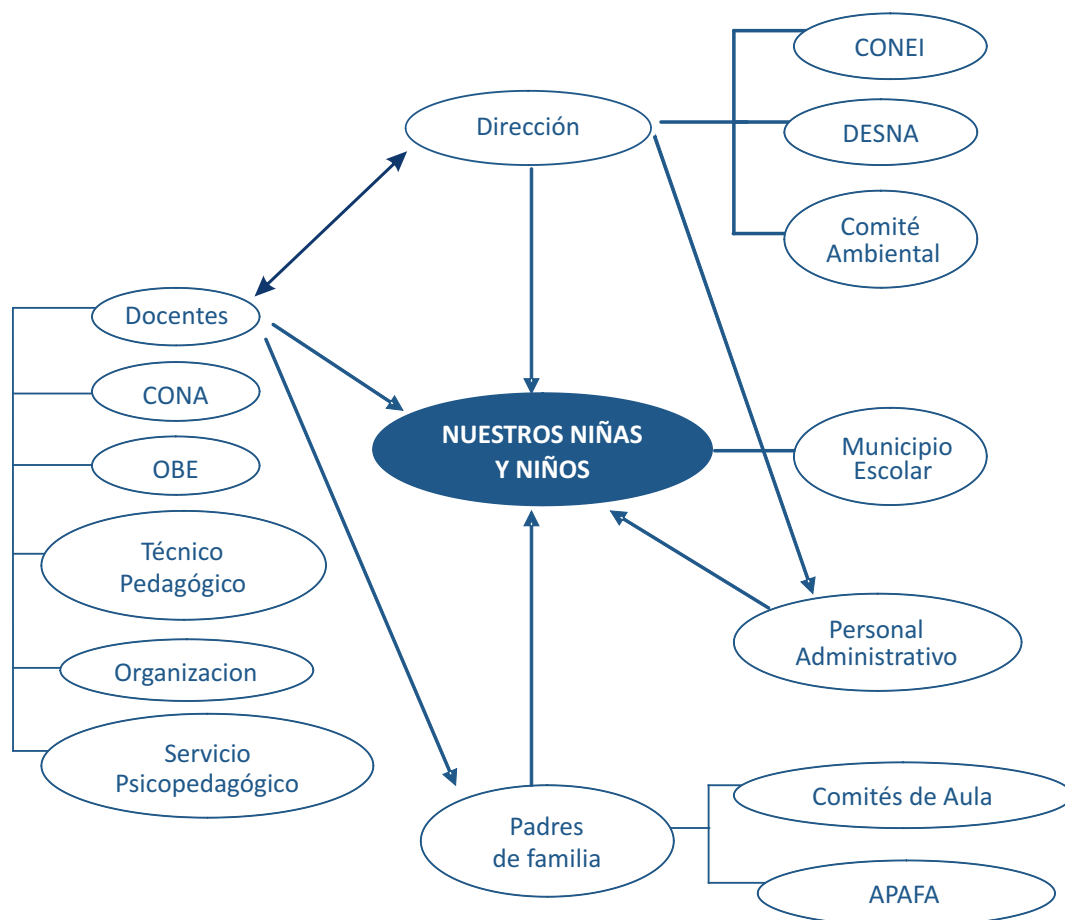 CONEI
Dirección
DESNA
Comité
Ambiental
Docentes
CONA
NUESTROS NIÑAS
Y NIÑOS
Municipio
Escolar
OBE
Técnico
Pedagógico
Personal
Administrativo
Organizacion
Servicio
Psicopedagógico
Comités de Aula
Padres
de familia
APAFA